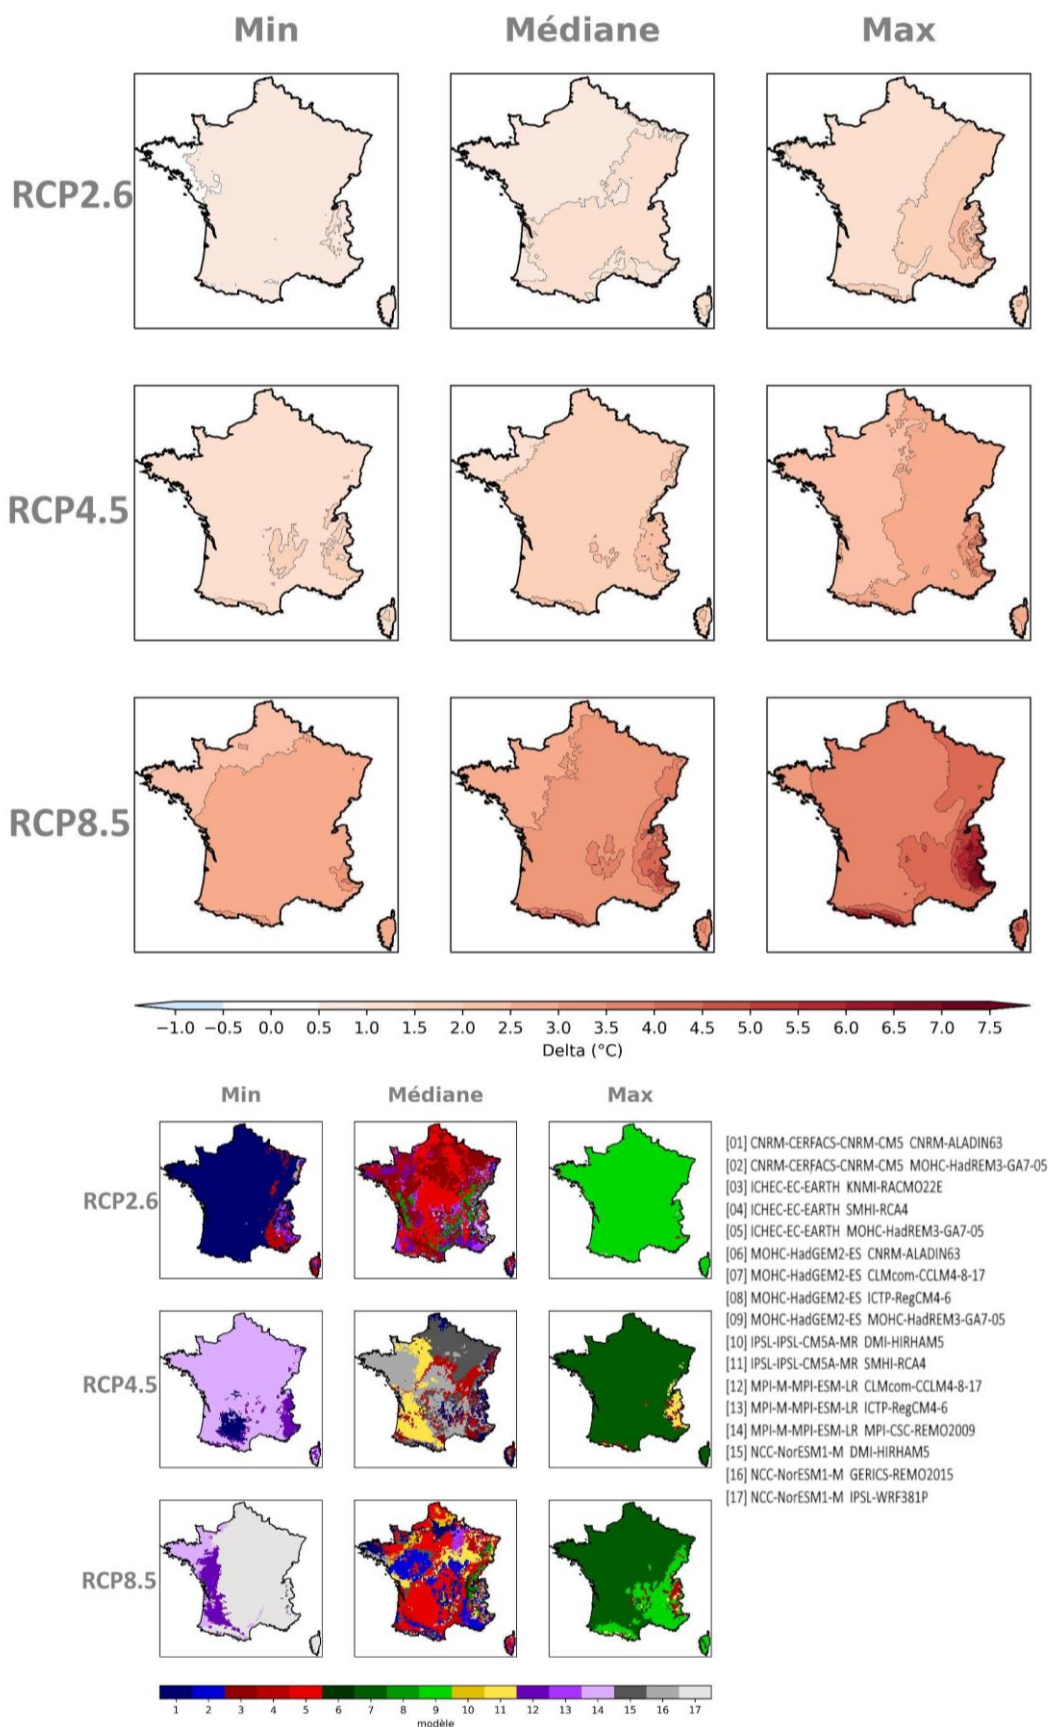 Min Médiane Max
RCP2.6
RCP4.5
RCP8.5
−1.0 −0.5 0.0 0.5 1.0 1.5 2.0 2.5 3.0 3.5 4.0 4.5 5.0 5.5 6.0 6.5 7.0 7.5
Delta (°C)
Min Médiane Max
RCP2.6
RCP4.5
RCP8.5
[01] CNRM-CERFACS-CNRM-CM5 CNRM-ALADIN63
[02] CNRM-CERFACS-CNRM-CM5 MOHC-HadREM3-GA7-05
[03] ICHEC-EC-EARTH KNMI-RACMO22E
[04] ICHEC-EC-EARTH SMHI-RCA4
[05] ICHEC-EC-EARTH MOHC-HadREM3-GA7-05
[06] MOHC-HadGEM2-ES CNRM-ALADIN63
[07] MOHC-HadGEM2-ES CLMcom-CCLM4-8-17
[08] MOHC-HadGEM2-ES ICTP-RegCM4-6
[09] MOHC-HadGEM2-ES MOHC-HadREM3-GA7-05
[10] IPSL-IPSL-CM5A-MR DMI-HIRHAM5
[11] IPSL-IPSL-CM5A-MR SMHI-RCA4
[12] MPI-M-MPI-ESM-LR CLMcom-CCLM4-8-17
[13] MPI-M-MPI-ESM-LR ICTP-RegCM4-6
[14] MPI-M-MPI-ESM-LR MPI-CSC-REMO2009
[15] NCC-NorESM1-M DMI-HIRHAM5
[16] NCC-NorESM1-M GERICS-REMO2015
[17] NCC-NorESM1-M IPSL-WRF381P
1 2 3 4 5 6 7 8 9 10 11 12 13 14 15 16 17
modèle